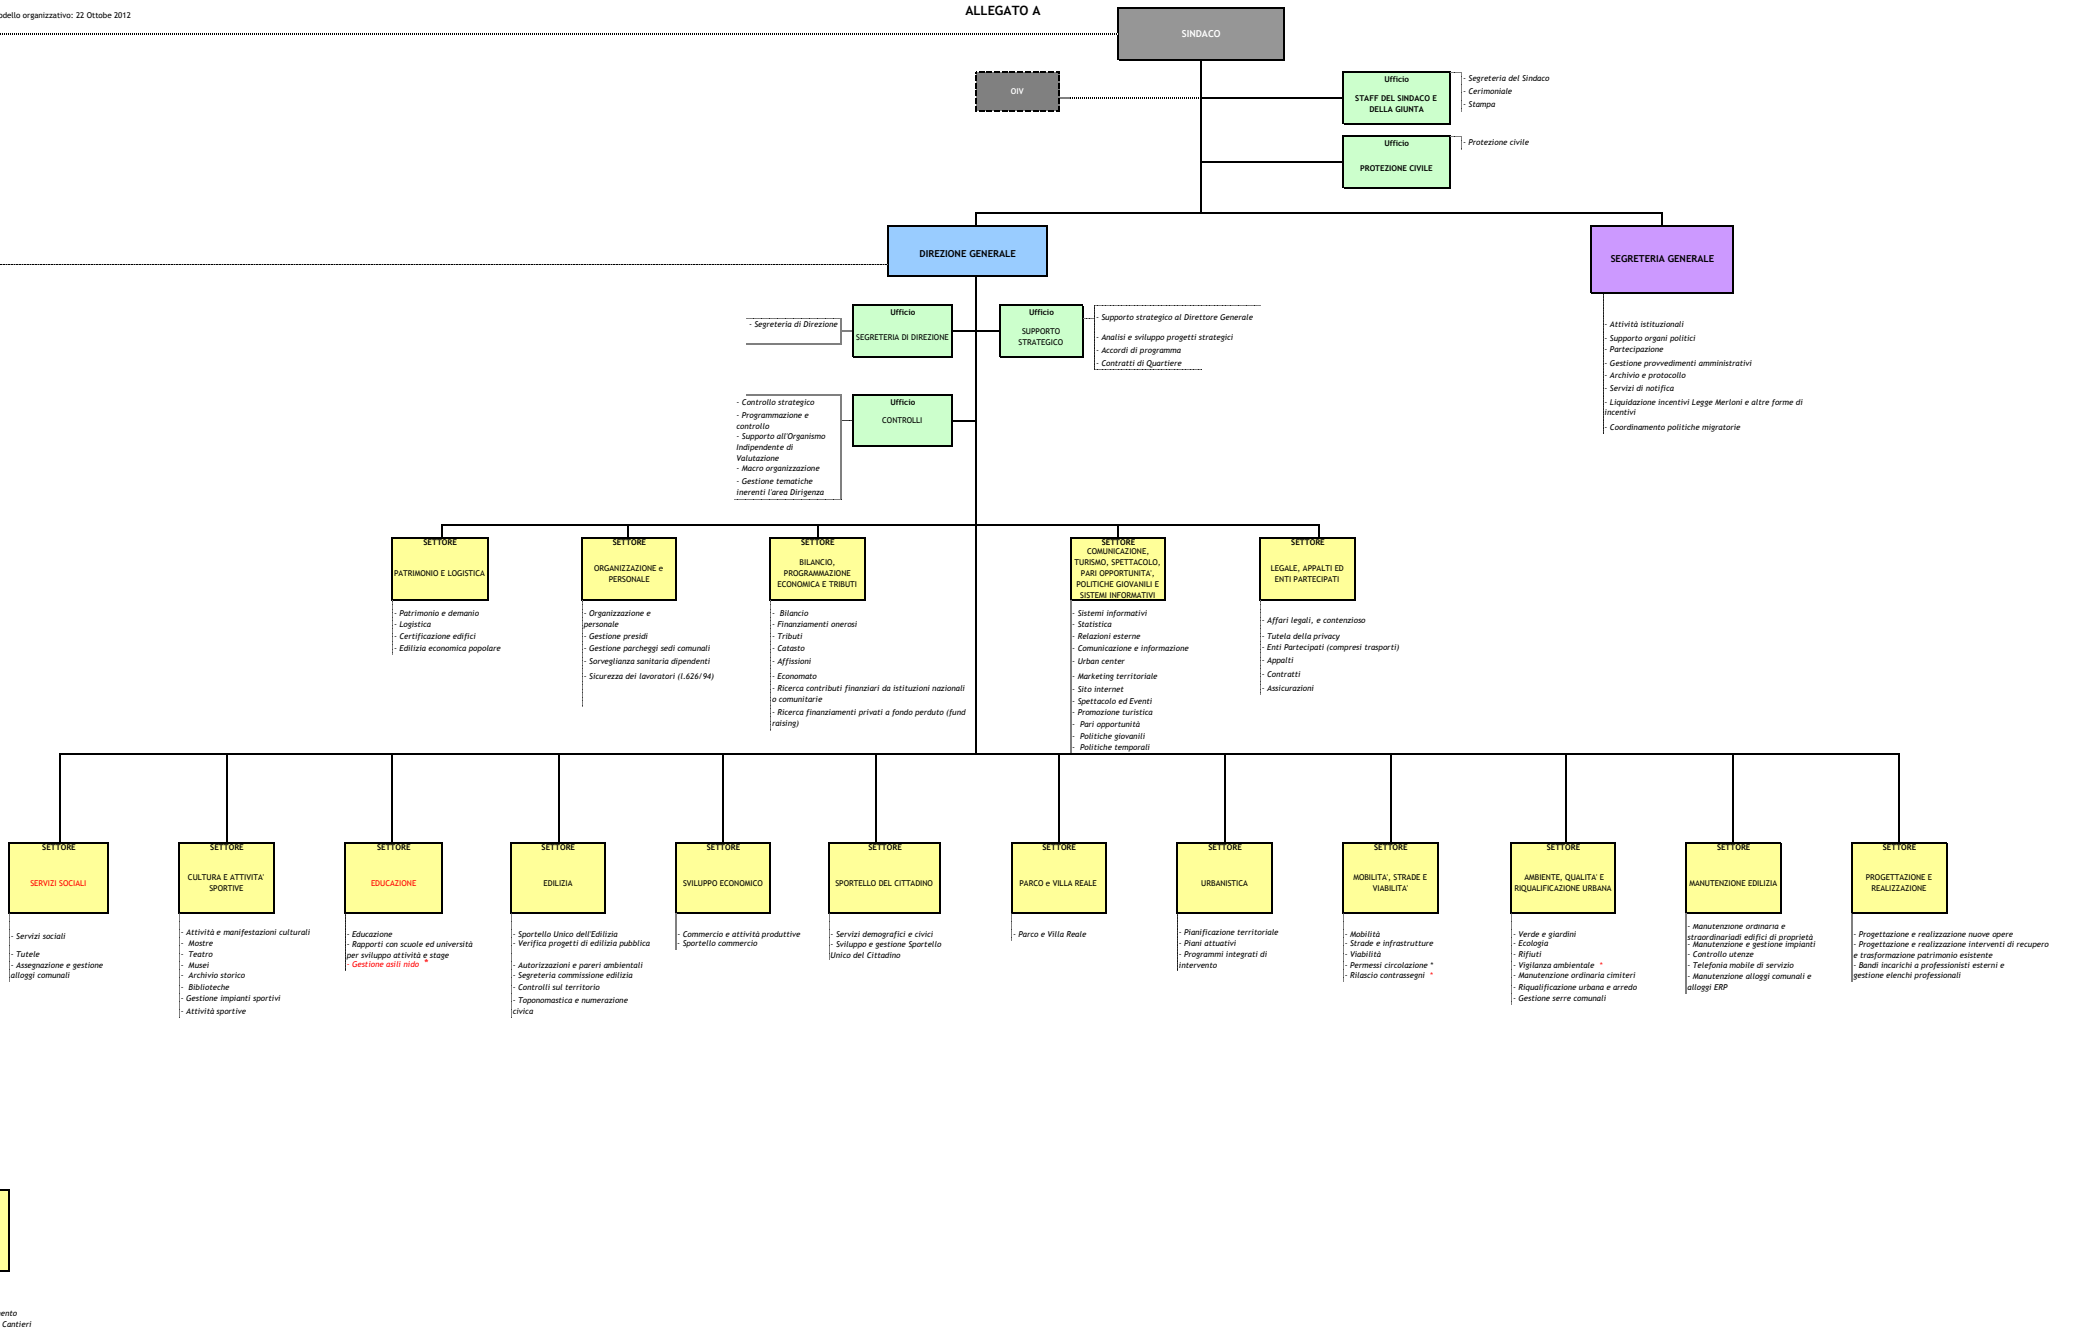 odello organizzativo: 22 Ottobe 2012
ALLEGATO A
SINDACO
OIV
Ufficio
STAFF DEL SINDACO E
DELLA GIUNTA
- Segreteria del Sindaco
- Cerimoniale
- Stampa
Ufficio
PROTEZIONE CIVILE
- Protezione civile
DIREZIONE GENERALE
SEGRETERIA GENERALE
- Segreteria di Direzione
Ufficio
SEGRETERIA DI DIREZIONE
Ufficio
SUPPORTO
STRATEGICO
- Supporto strategico al Direttore Generale
- Analisi e sviluppo progetti strategici
- Accordi di programma
- Contratti di Quartiere
- Attività istituzionali
- Supporto organi politici
- Partecipazione
- Gestione provvedimenti amministrativi
- Archivio e protocollo
- Servizi di notifica
- Liquidazione incentivi Legge Merloni e altre forme di
incentivi
- Coordinamento politiche migratorie
- Controllo strategico
- Programmazione e
controllo
- Supporto all'Organismo
Indipendente di
Valutazione
- Macro organizzazione
- Gestione tematiche
inerenti l'area Dirigenza
Ufficio
CONTROLLI
SETTORE
PATRIMONIO E LOGISTICA
- Patrimonio e demanio
- Logistica
- Certificazione edifici
- Edilizia economica popolare
SETTORE
ORGANIZZAZIONE e
PERSONALE
- Organizzazione e
personale
- Gestione presidi
- Gestione parcheggi sedi comunali
- Sorveglianza sanitaria dipendenti
- Sicurezza dei lavoratori (l.626/94)
SETTORE
BILANCIO,
PROGRAMMAZIONE
ECONOMICA E TRIBUTI
- Bilancio
- Finanziamenti onerosi
- Tributi
- Catasto
- Affissioni
- Economato
- Ricerca contributi finanziari da istituzioni nazionali
o comunitarie
- Ricerca finanziamenti privati a fondo perduto (fund
raising)
SETTORE
COMUNICAZIONE,
TURISMO, SPETTACOLO,
PARI OPPORTUNITA',
POLITICHE GIOVANILI E
SISTEMI INFORMATIVI
- Sistemi informativi
- Statistica
- Relazioni esterne
- Comunicazione e informazione
- Urban center
- Marketing territoriale
- Sito internet
- Spettacolo ed Eventi
- Promozione turistica
- Pari opportunità
- Politiche giovanili
- Politiche temporali
SETTORE
LEGALE, APPALTI ED
ENTI PARTECIPATI
- Affari legali, e contenzioso
- Tutela della privacy
- Enti Partecipati (compresi trasporti)
- Appalti
- Contratti
- Assicurazioni
SETTORE
SERVIZI SOCIALI
- Servizi sociali
- Tutele
- Assegnazione e gestione
alloggi comunali
SETTORE
CULTURA E ATTIVITA'
SPORTIVE
- Attività e manifestazioni culturali
- Mostre
- Teatro
- Musei
- Archivio storico
- Biblioteche
- Gestione impianti sportivi
- Attività sportive
SETTORE
EDUCAZIONE
- Educazione
- Rapporti con scuole ed università
per sviluppo attività e stage
- Gestione asili nido *
SETTORE
EDILIZIA
- Sportello Unico dell'Edilizia
- Verifica progetti di edilizia pubblica
- Autorizzazioni e pareri ambientali
- Segreteria commissione edilizia
- Controlli sul territorio
- Toponomastica e numerazione
civica
SETTORE
SVILUPPO ECONOMICO
- Commercio e attività produttive
- Sportello commercio
SETTORE
SPORTELLO DEL CITTADINO
- Servizi demografici e civici
- Sviluppo e gestione Sportello
Unico del Cittadino
SETTORE
PARCO e VILLA REALE
- Parco e Villa Reale
SETTORE
URBANISTICA
- Pianificazione territoriale
- Piani attuativi
- Programmi integrati di
intervento
SETTORE
MOBILITA', STRADE E
VIABILITA'
- Mobilità
- Strade e infrastrutture
- Viabilità
- Permessi circolazione *
- Rilascio contrassegni *
SETTORE
AMBIENTE, QUALITA' E
RIQUALIFICAZIONE URBANA
- Verde e giardini
- Ecologia
- Rifiuti
- Vigilanza ambientale *
- Manutenzione ordinaria cimiteri
- Riqualificazione urbana e arredo
- Gestione serre comunali
SETTORE
MANUTENZIONE EDILIZIA
- Manutenzione ordinaria e
straordinariadi edifici di proprietà
- Manutenzione e gestione impianti
- Controllo utenze
- Telefonia mobile di servizio
- Manutenzione alloggi comunali e
alloggi ERP
SETTORE
PROGETTAZIONE E
REALIZZAZIONE
- Progettazione e realizzazione nuove opere
- Progettazione e realizzazione interventi di recupero
e trasformazione patrimonio esistente
- Bandi incarichi a professionisti esterni e
gestione elenchi professionali
ento
Cantieri